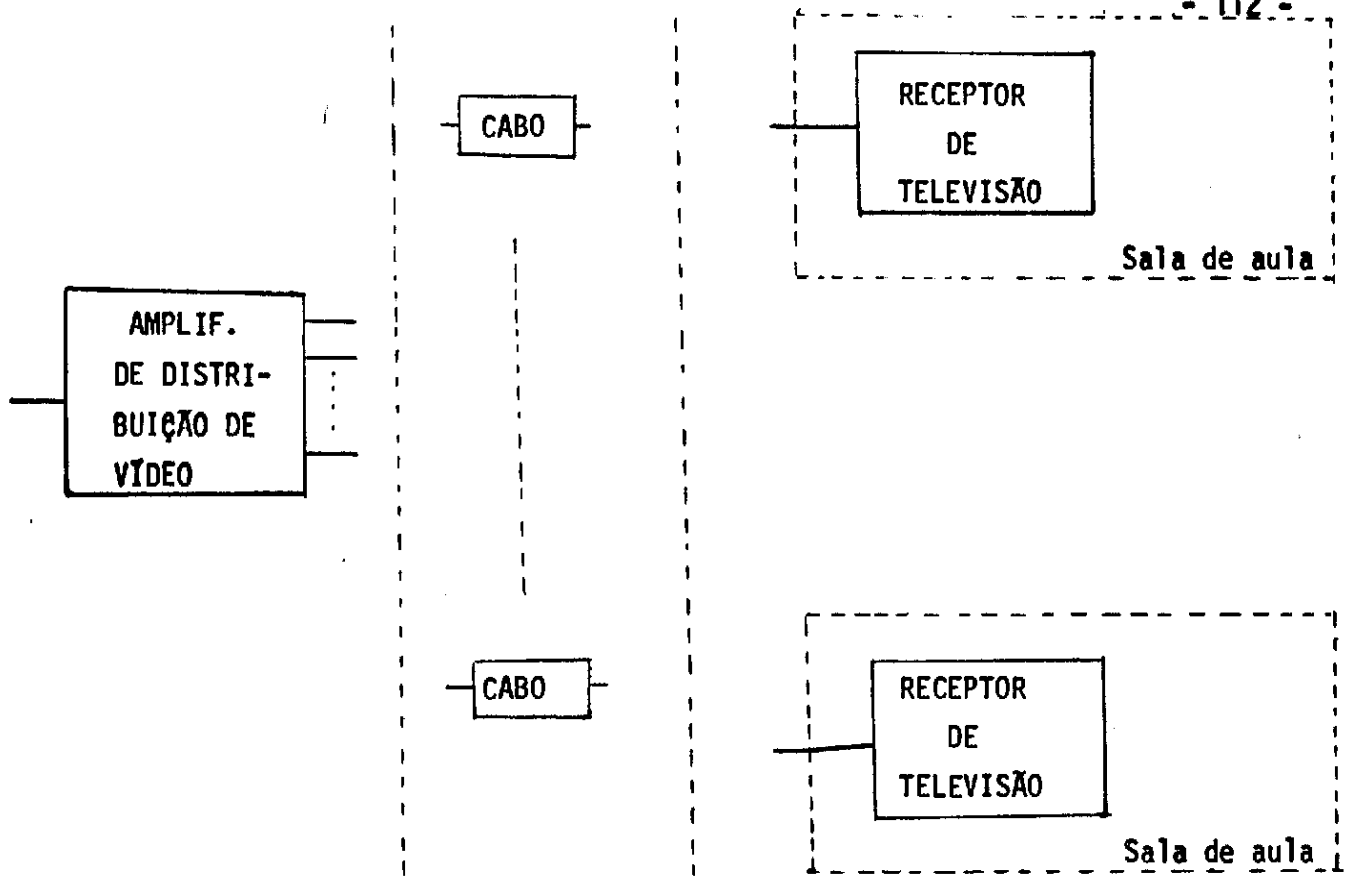 - 112 -
CABO
RECEPTOR
DE
TELEVISÃO
Sala de aula
AMPLIF.
DE DISTRI-
BUIÇÃO DE
VÍDEO
CABO
RECEPTOR
DE
TELEVISÃO
Sala de aula